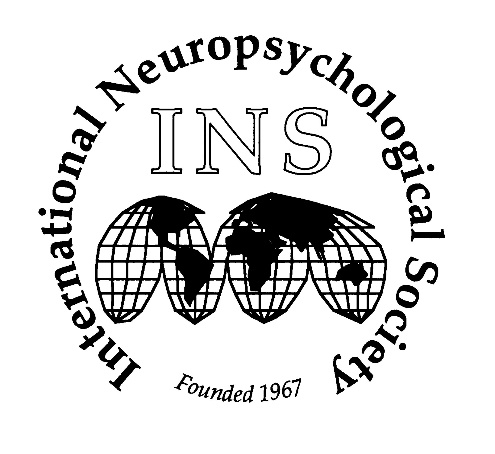 International Neuropsychological Society
INS
Founded 1967